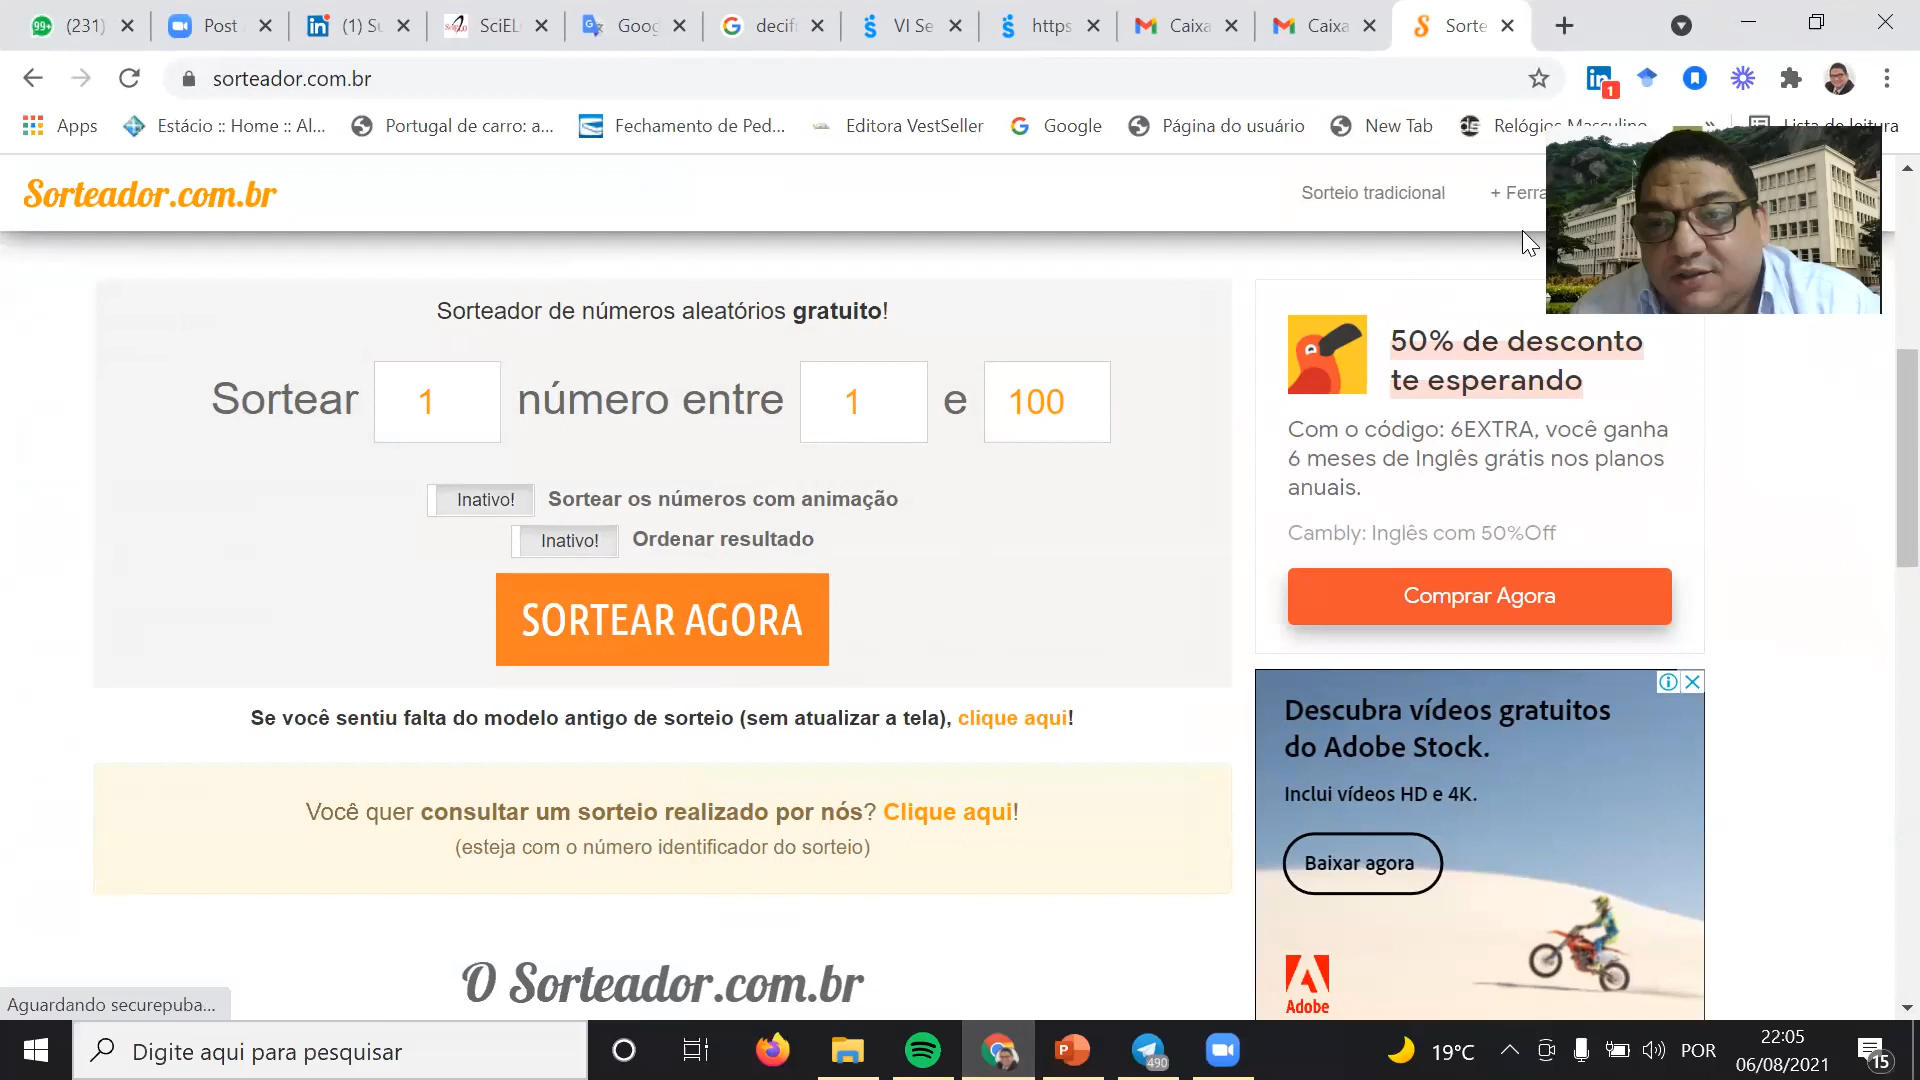 99+ (231) Post (1) Su SciEL Goog decifr VI Se https Caixa Caixa Sorte
sorteador.com.br
1
Apps Estácio :: Home :: Al... Portugal de carro: a... Fechamento de Ped... Editora VestSeller Google Página do usuário New Tab Relógios Masculino » Lista de leitura
Sorteador.com.br
Sorteio tradicional + Ferra
Sorteador de números aleatórios gratuito!
Sortear 1 número entre 1 e 100
Inativo! Sortear os números com animação
Inativo! Ordenar resultado
SORTEAR AGORA
Se você sentiu falta do modelo antigo de sorteio (sem atualizar a tela), clique aqui!
Você quer consultar um sorteio realizado por nós? Clique aqui!
(esteja com o número identificador do sorteio)
O Sorteador.com.br
50% de desconto
te esperando
Com o código: 6EXTRA, você ganha
6 meses de Inglês grátis nos planos
anuais.
Cambly: Inglês com 50%Off
Comprar Agora
Descubra vídeos gratuitos
do Adobe Stock.
Inclui vídeos HD e 4K.
Baixar agora
Adobe
Aguardando securepuba...
Digite aqui para pesquisar
490
19°C
POR
22:05
06/08/2021
15